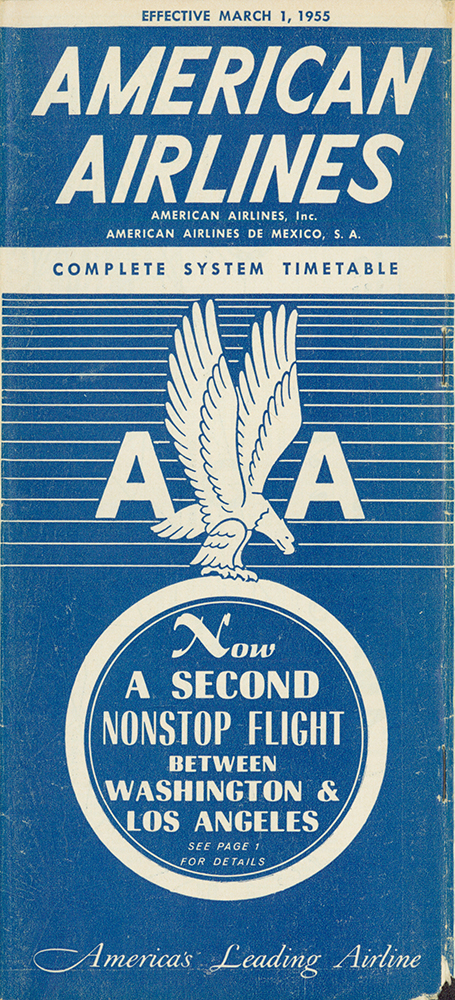 EFFECTIVE MARCH 1, 1955
AMERICAN
AIRLINES
AMERICAN AIRLINES, Inc.
AMERICAN AIRLINES DE MEXICO, S. A.
COMPLETE SYSTEM TIMETABLE
A A
Now
A SECOND
NONSTOP FLIGHT
BETWEEN
WASHINGTON &
LOS ANGELES
SEE PAGE 1
FOR DETAILS
America's Leading Airline